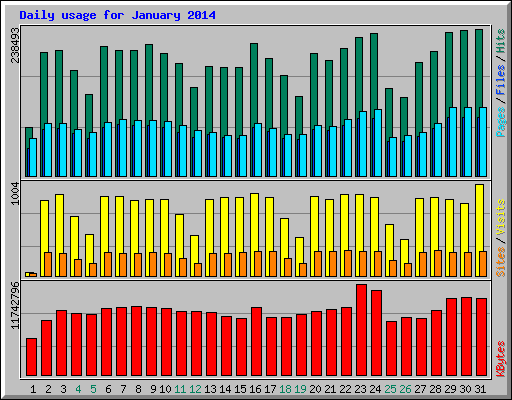 Daily usage for January 2014
238493
Pages / Files / Hits
1004
Sites / Visits
11742796
KBytes
1 2 3 4 5 6 7 8 9 10 11 12 13 14 15 16 17 18 19 20 21 22 23 24 25 26 27 28 29 30 31